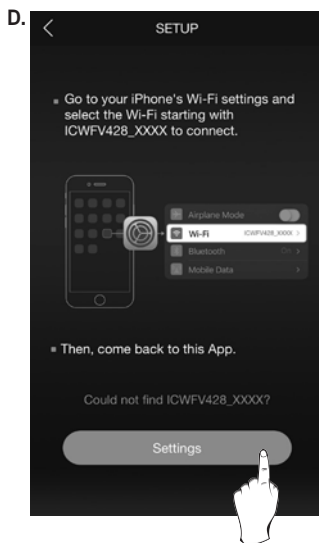 D.
SETUP
Go to your iPhone's Wi-Fi settings and
select the Wi-Fi starting with
ICWFV428_XXXX to connect.
Airplane Mode
Wi-Fi ICWFV428_XXXX >
Bluetooth On >
Mobile Data >
Then, come back to this App.
Could not find ICWFV428_XXXX?
Settings